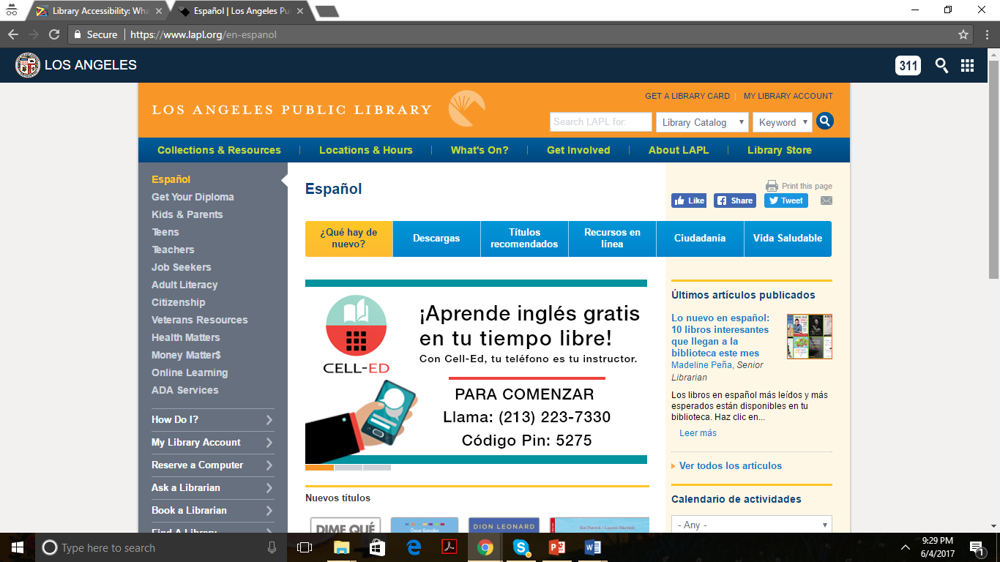 Library Accessibility: Wha
Español | Los Angeles Pu
Secure
https://www.lapl.org/en-espanol
LOS ANGELES
311
LOS ANGELES PUBLIC LIBRARY
GET A LIBRARY CARD | MY LIBRARY ACCOUNT
Search LAPL for:
Library Catalog
Keyword
Collections & Resources
Locations & Hours
What's On?
Get Involved
About LAPL
Library Store
Español
Get Your Diploma
Kids & Parents
Teens
Teachers
Job Seekers
Adult Literacy
Citizenship
Veterans Resources
Health Matters
Money Matter$
Online Learning
ADA Services
How Do I?
My Library Account
Reserve a Computer
Ask a Librarian
Book a Librarian
Find A Library
Español
Print this page
Like
Share
Tweet
¿Qué hay de
nuevo?
Descargas
Títulos
recomendados
Recursos en
línea
Ciudadanía
Vida Saludable
CELL-ED
¡Aprende inglés gratis
en tu tiempo libre!
Con Cell-Ed, tu teléfono es tu instructor.
PARA COMENZAR
Llama: (213) 223-7330
Código Pin: 5275
Nuevos títulos
DIME QUÉ
Óscar González
DION LEONARD
Últimos artículos publicados
Lo nuevo en español:
10 libros interesantes
que llegan a la
biblioteca este mes
Madeline Peña, Senior
Librarian
Los libros en español más leídos y más
esperados están disponibles en tu
biblioteca. Haz clic en...
Leer más
Ver todos los artículos
Calendario de actividades
- Any -
Type here to search
9:29 PM
6/4/2017
1